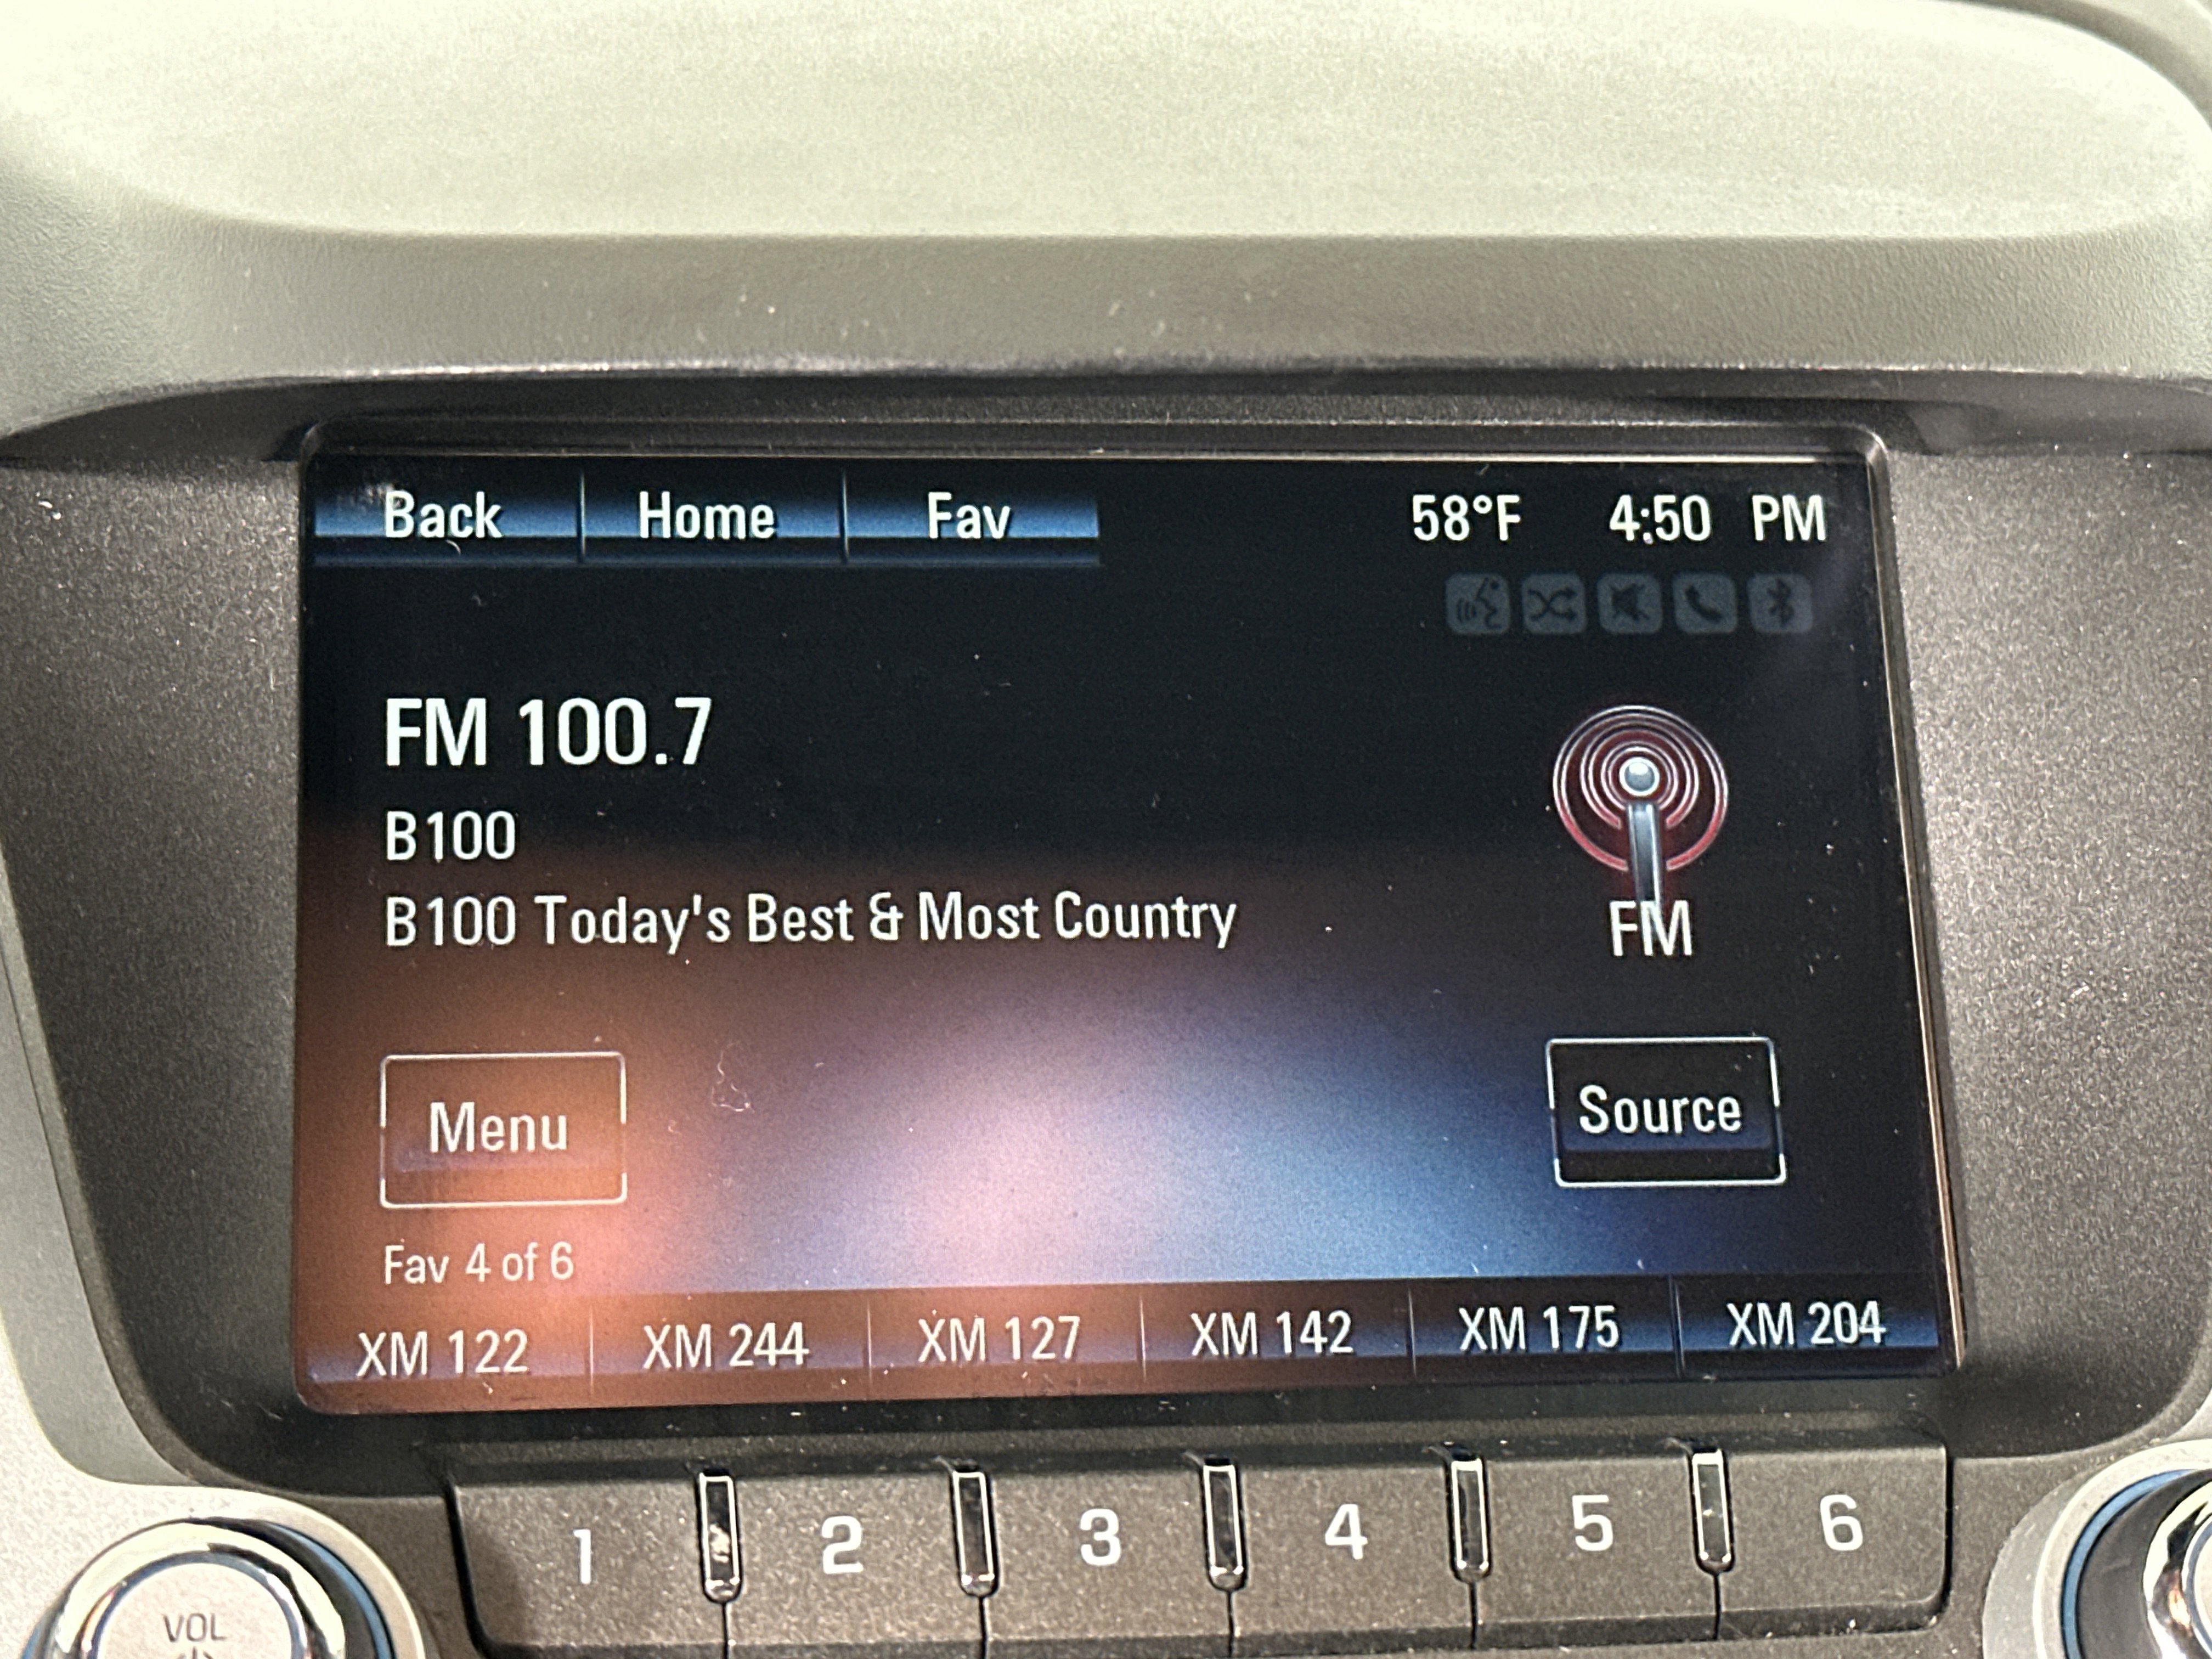 Back Home Fav 58°F 4:50 PM
FM 100.7
B100
B100 Today's Best & Most Country
FM
Menu
Source
Fav 4 of 6
XM 122 XM 244 XM 127 XM 142 XM 175 XM 204
1 2 3 4 5 6
VOL